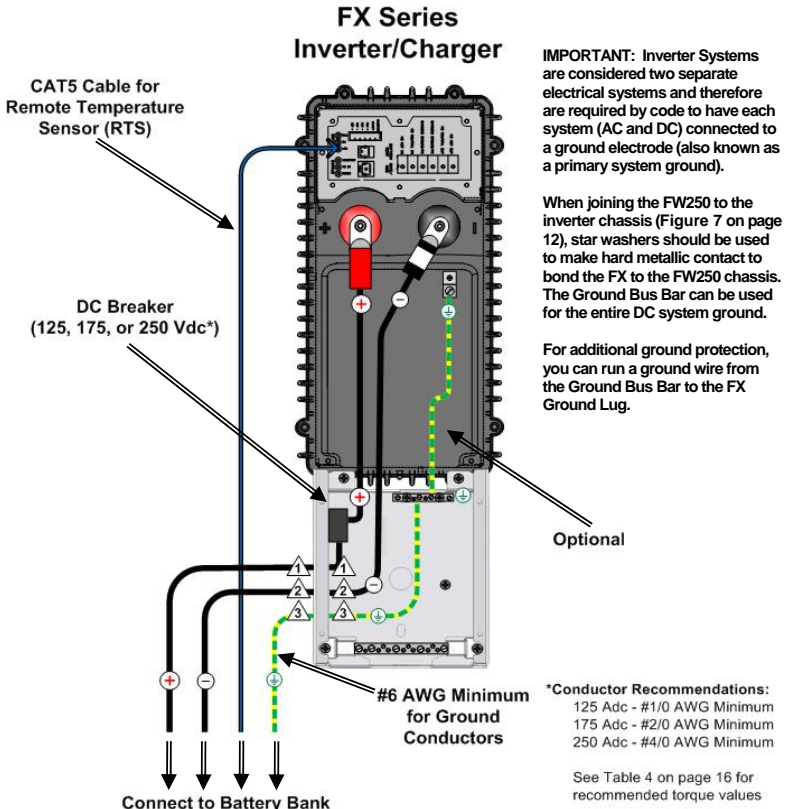 FX Series
Inverter/Charger
CAT5 Cable for
Remote Temperature
Sensor (RTS)
IMPORTANT: Inverter Systems
are considered two separate
electrical systems and therefore
are required by code to have each
system (AC and DC) connected to
a ground electrode (also known as
a primary system ground).
When joining the FW250 to the
inverter chassis (Figure 7 on page
12), star washers should be used
to make hard metallic contact to
bond the FX to the FW250 chassis.
The Ground Bus Bar can be used
for the entire DC system ground.
For additional ground protection,
you can run a ground wire from
the Ground Bus Bar to the FX
Ground Lug.
DC Breaker
(125, 175, or 250 Vdc*)
+
−
+
−
+
Optional
1 1
2 2 −
3 3
+ −
#6 AWG Minimum
for Ground
Conductors
*Conductor Recommendations:
125 Adc - #1/0 AWG Minimum
175 Adc - #2/0 AWG Minimum
250 Adc - #4/0 AWG Minimum
See Table 4 on page 16 for
recommended torque values
Connect to Battery Bank